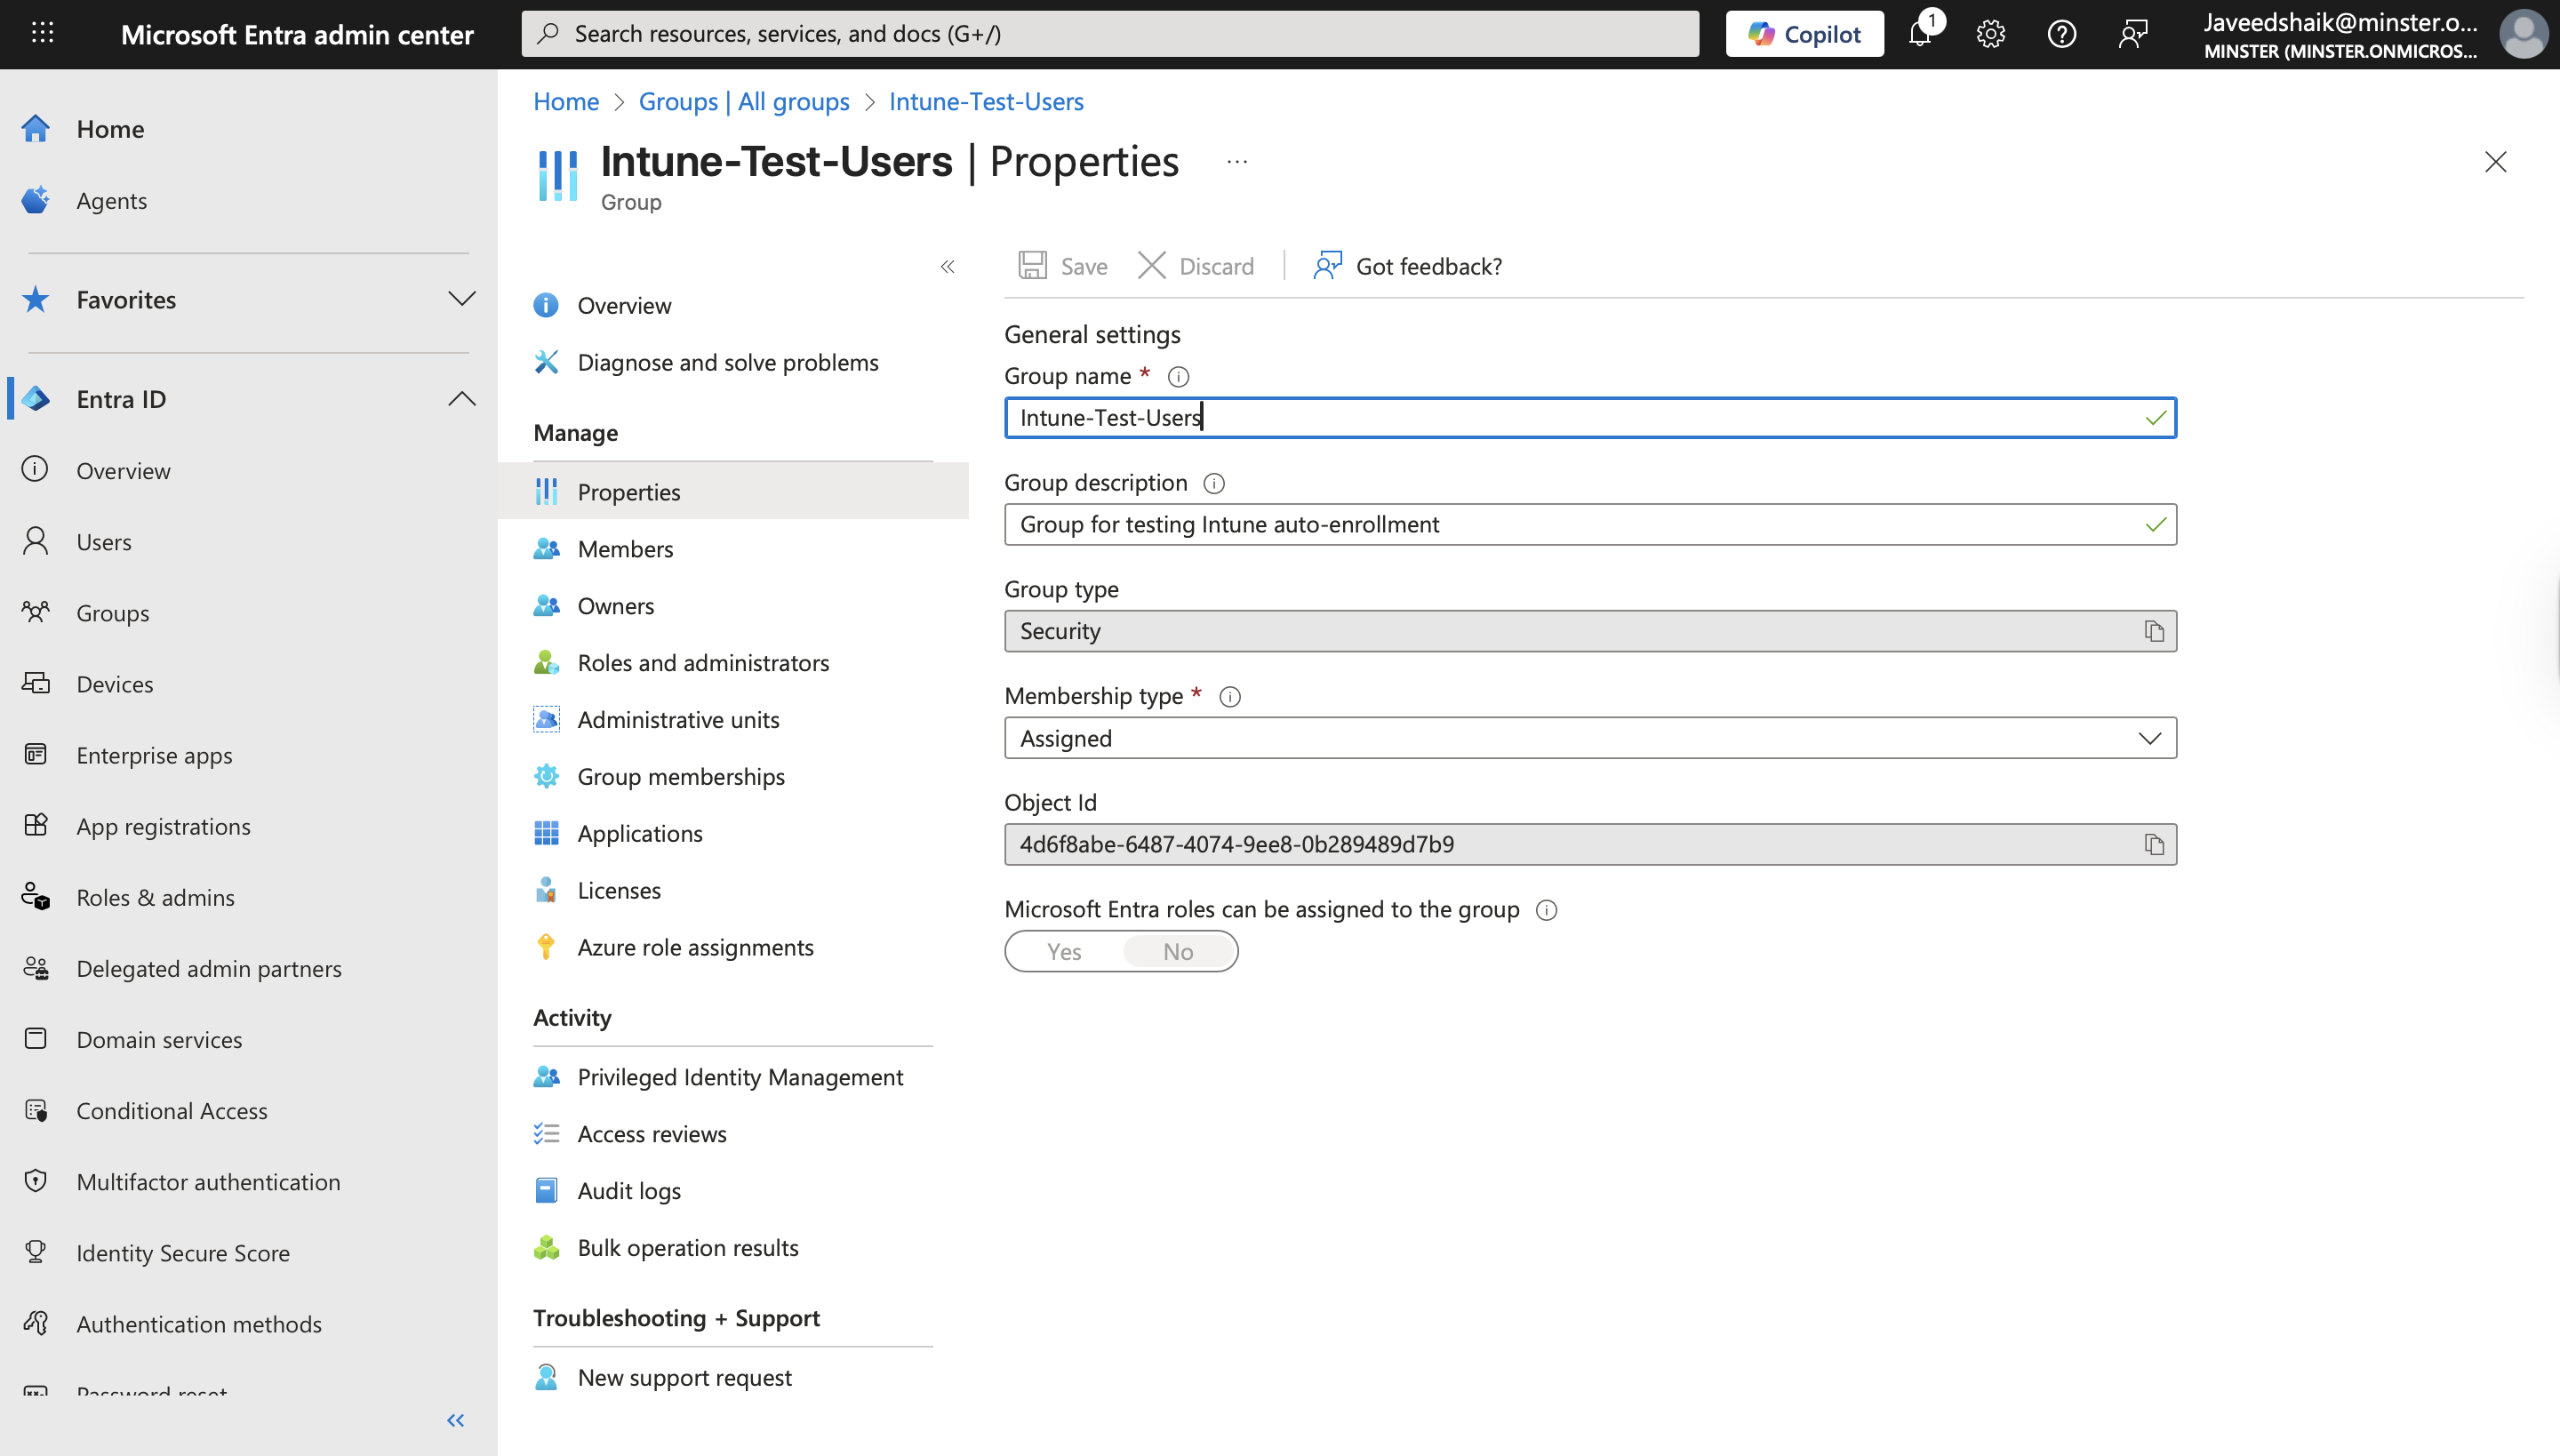 Microsoft Entra admin center
Search resources, services, and docs (G+/)
Copilot
1
Javeedshaik@minster.o...
MINSTER (MINSTER.ONMICROS...
Home
Agents
Favorites
Entra ID
Overview
Users
Groups
Devices
Enterprise apps
App registrations
Roles & admins
Delegated admin partners
Domain services
Conditional Access
Multifactor authentication
Identity Secure Score
Authentication methods
Password reset
Home > Groups | All groups > Intune-Test-Users
Intune-Test-Users | Properties ...
Group
Overview
Diagnose and solve problems
Manage
Properties
Members
Owners
Roles and administrators
Administrative units
Group memberships
Applications
Licenses
Azure role assignments
Activity
Privileged Identity Management
Access reviews
Audit logs
Bulk operation results
Troubleshooting + Support
New support request
Save Discard Got feedback?
General settings
Group name *
Intune-Test-Users
Group description
Group for testing Intune auto-enrollment
Group type
Security
Membership type *
Assigned
Object Id
4d6f8abe-6487-4074-9ee8-0b289489d7b9
Microsoft Entra roles can be assigned to the group
Yes No